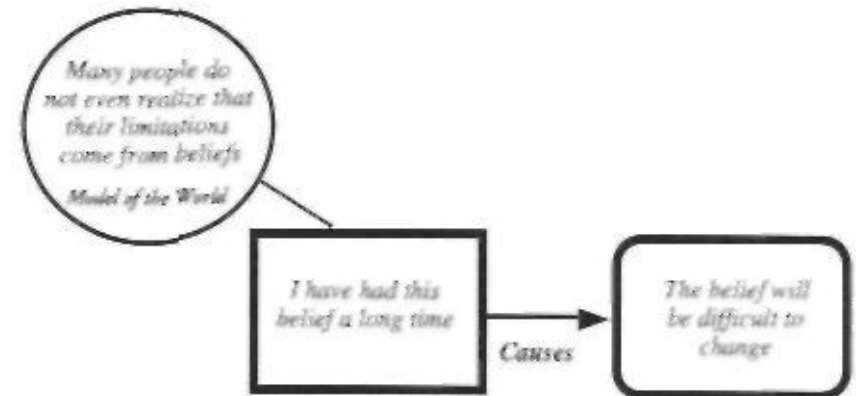 Many people do
not even realize that
their limitations
come from beliefs
Model of the World
I have had this
belief a long time
Causes
The belief will
be difficult to
change